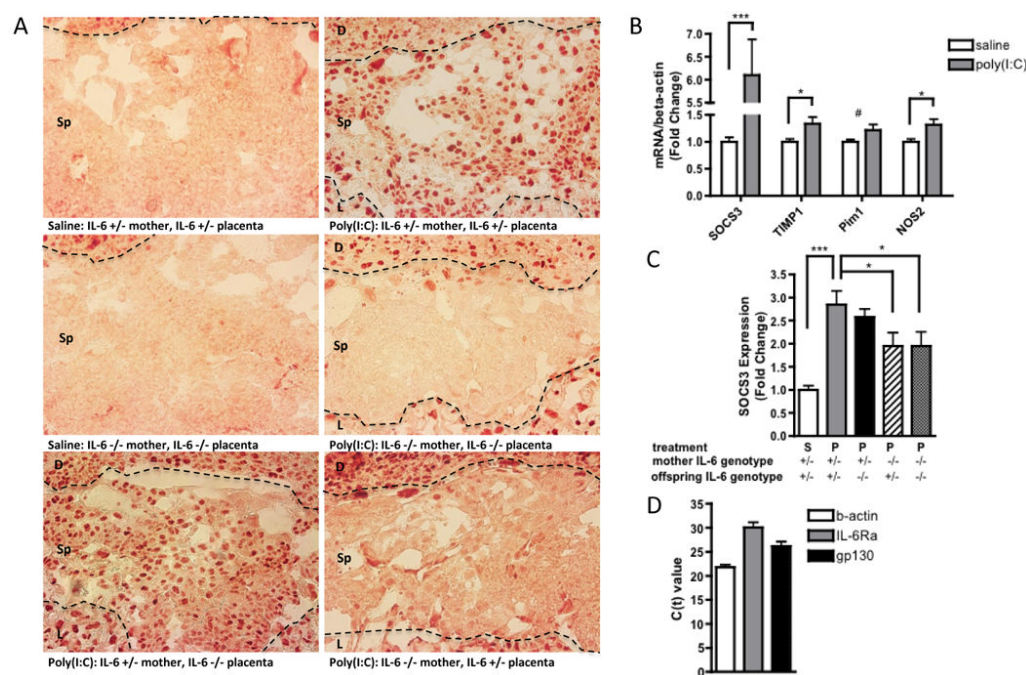 A
D
Sp
Sp
L
Saline: IL-6 +/- mother, IL-6 +/- placenta
Poly(I:C): IL-6 +/- mother, IL-6 +/- placenta
D
Sp
Sp
L
Saline: IL-6 -/- mother, IL-6 -/- placenta
Poly(I:C): IL-6 -/- mother, IL-6 -/- placenta
D
D
Sp
Sp
L
L
Poly(I:C): IL-6 +/- mother, IL-6 -/- placenta
Poly(I:C): IL-6 -/- mother, IL-6 +/- placenta
B
saline
poly(I:C)
mRNA/beta-actin
(Fold Change)
7.0
6.5
6.0
5.5
1.5
1.0
0.5
0.0
***
*
#
*
SOCS3
TIMP1
Pim1
NOS2
C
SOCS3 Expression
(Fold Change)
3.5
3.0
2.5
2.0
1.5
1.0
0.5
0.0
***
*
*
treatment S P P P P
mother IL-6 genotype +/- +/- +/- -/- -/-
offspring IL-6 genotype +/- +/- -/- +/- -/-
D
b-actin
IL-6Ra
gp130
C(t) value
35
30
25
20
15
10
5
0